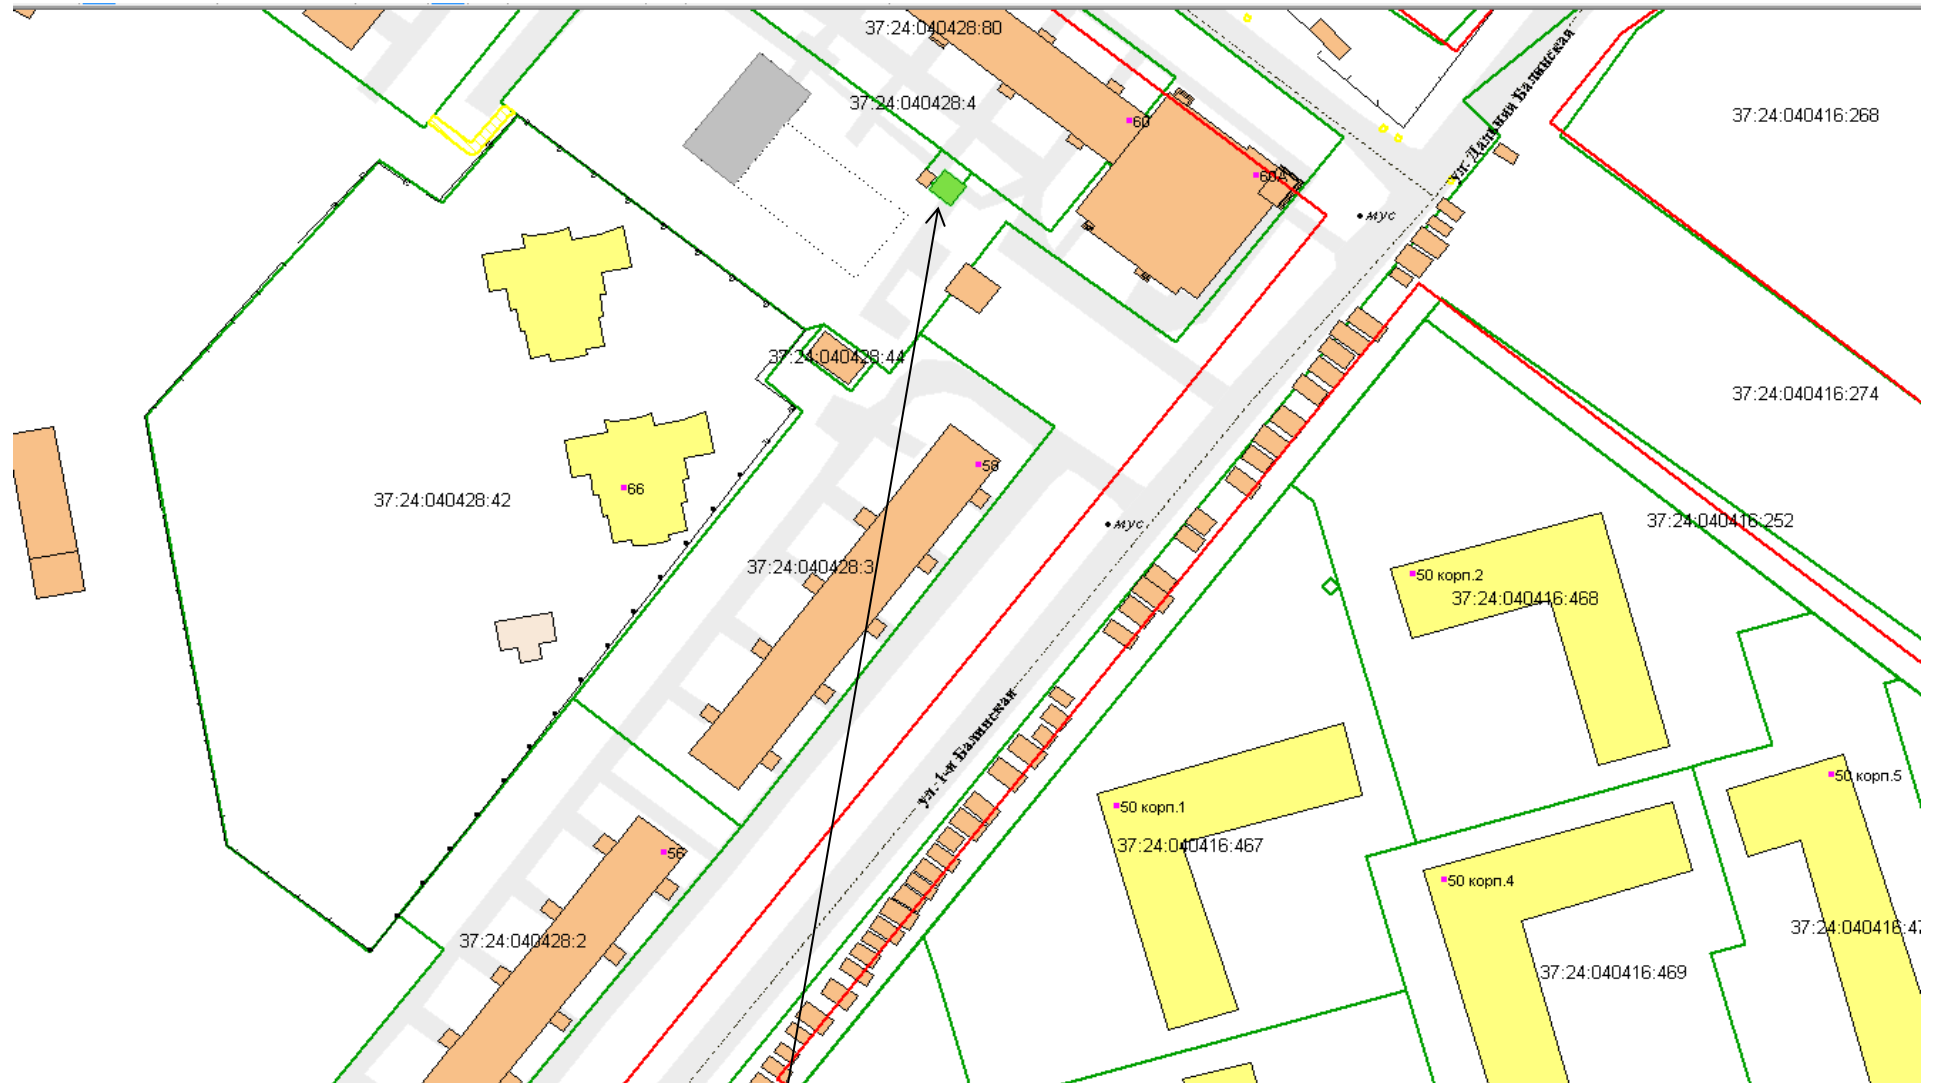 37:24:040428:80
37:24:040428:4
37:24:040416:268
60
60А
ул. Дальний Балинская
мус
37:24:040428:44
37:24:040416:274
58
66
37:24:040428:42
мус.
37:24:040416:252
37:24:040428:3
50 корп.2
37:24:040416:468
ул. 1-я Балинская
50 корп.5
50 корп.1
37:24:040416:467
56
50 корп.4
37:24:040416:47
37:24:040428:2
37:24:040416:469